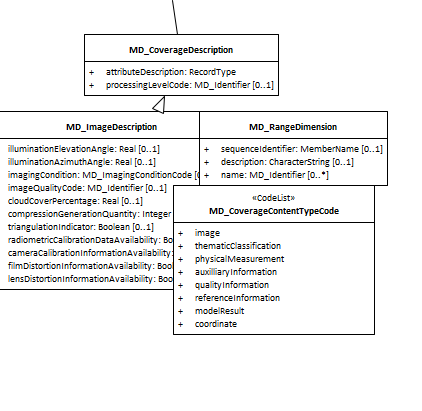 MD_CoverageDescription
+ attributeDescription: RecordType
+ processingLevelCode: MD_Identifier [0..1]
MD_ImageDescription
illuminationElevationAngle: Real [0..1]
illuminationAzimuthAngle: Real [0..1]
imagingCondition: MD_ImagingConditionCode [0
imageQualityCode: MD_Identifier [0..1]
cloudCoverPercentage: Real [0..1]
compressionGenerationQuantity: Integer
triangulationIndicator: Boolean [0..1]
radiometricCalibrationDataAvailability: Bo
cameraCalibrationInformationAvailability:
filmDistortionInformationAvailability: Boo
lensDistortionInformationAvailability: Boo
MD_RangeDimension
+ sequenceIdentifier: MemberName [0..1]
+ description: CharacterString [0..1]
+ name: MD_Identifier [0..*]
«CodeList»
MD_CoverageContentTypeCode
+ image
+ thematicClassification
+ physicalMeasurement
+ auxilliaryInformation
+ qualityInformation
+ referenceInformation
+ modelResult
+ coordinate